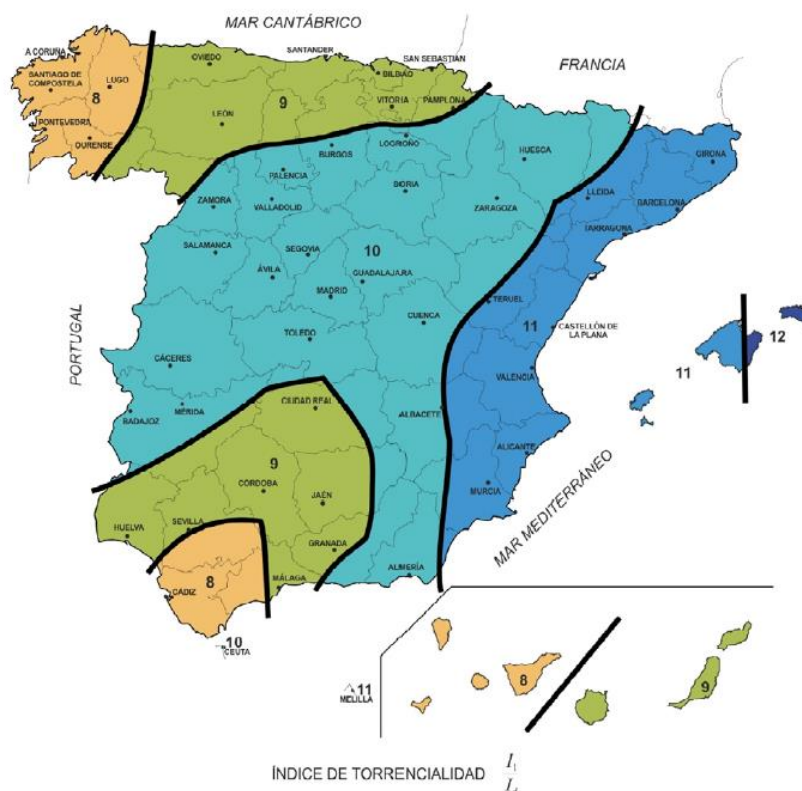 MAR CANTÁBRICO
A CORUÑA
SANTIAGO DE
COMPOSTELA
LUGO
8
PONTEVEDRA
OURENSE
OVIEDO
SANTANDER
SAN SEBASTIÁN
BILBAO
FRANCIA
9
VITORIA
PAMPLONA
LEÓN
LOGROÑO
BURGOS
HUESCA
GIRONA
PALENCIA
SORIA
LLEIDA
ZAMORA
VALLADOLID
ZARAGOZA
BARCELONA
TARRAGONA
SALAMANCA
SEGOVIA
10
ÁVILA
GUADALAJARA
MADRID
TERUEL
PORTUGAL
TOLEDO
CUENCA
11
CASTELLÓN DE
LA PLANA
12
CÁCERES
VALENCIA
11
BADAJOZ
MÉRIDA
CIUDAD REAL
ALBACETE
ALICANTE
9
CÓRDOBA
MURCIA
JAÉN
MAR MEDITERRÁNEO
HUELVA
SEVILLA
GRANADA
8
CÁDIZ
MÁLAGA
ALMERÍA
10
CEUTA
11
MELILLA
8
9
ÍNDICE DE TORRENCIALIDAD I₁
I